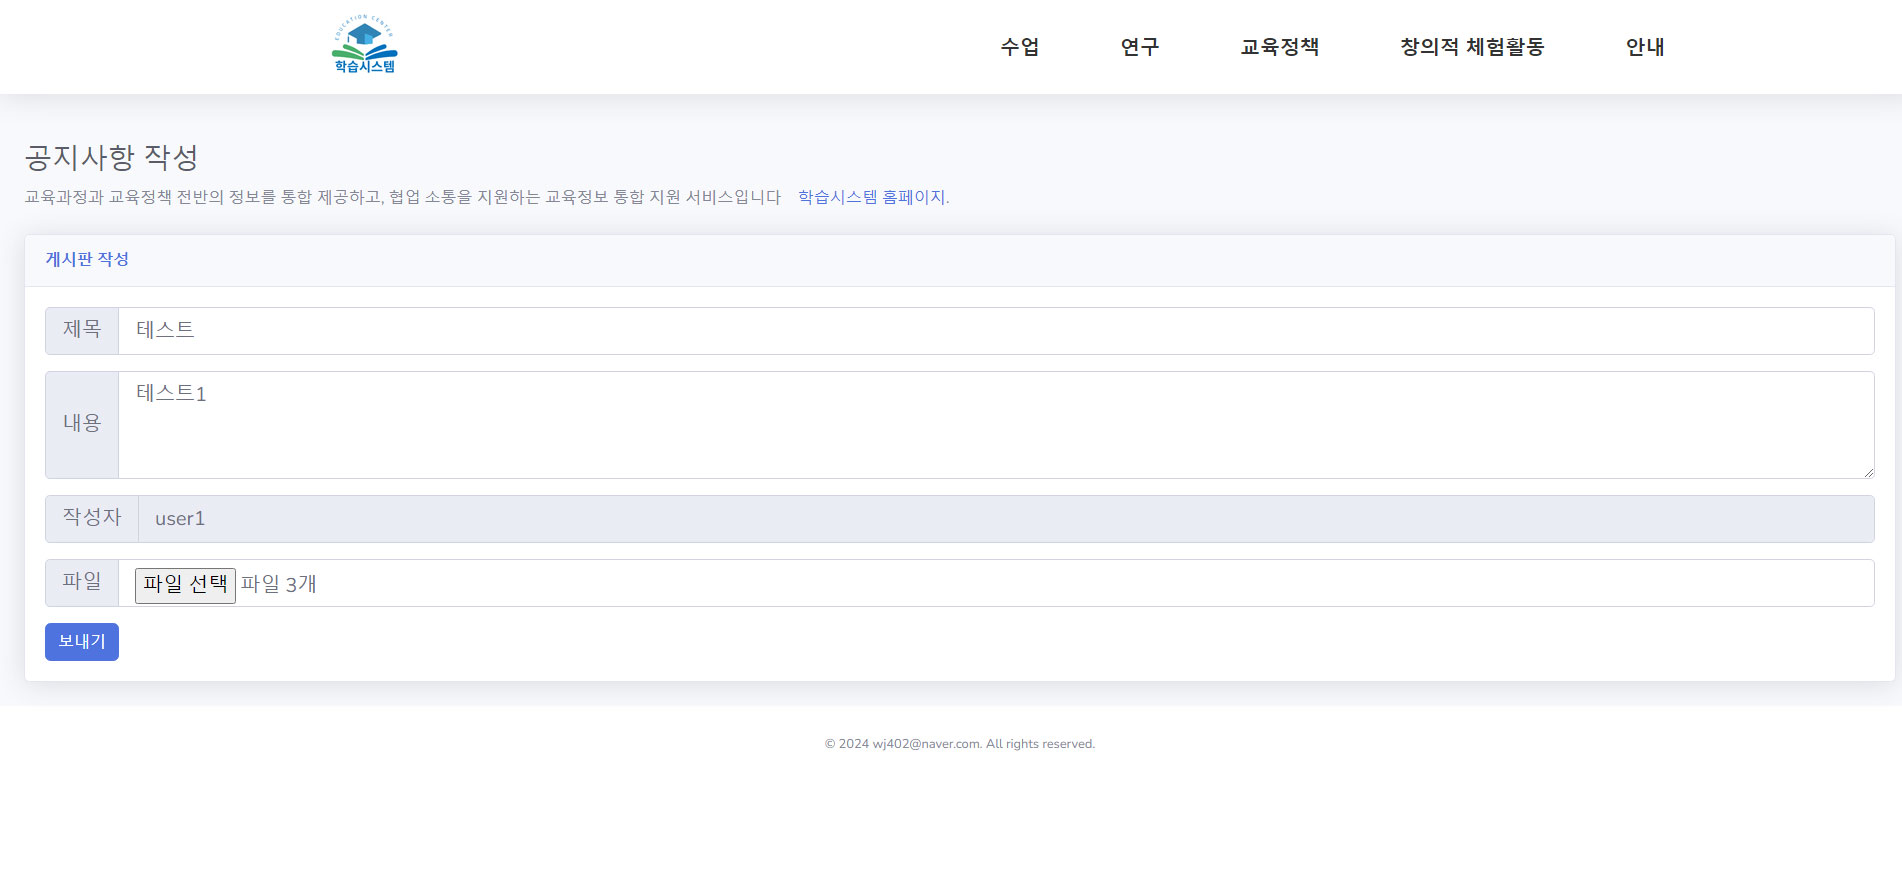 EDUCATION CENTER
학습시스템
수업 연구 교육정책 창의적 체험활동 안내
공지사항 작성
교육과정과 교육정책 전반의 정보를 통합 제공하고, 협업 소통을 지원하는 교육정보 통합 지원 서비스입니다 학습시스템 홈페이지.
게시판 작성
제목 테스트
내용 테스트1
작성자 user1
파일 파일 선택 파일 3개
보내기
© 2024 wj402@naver.com. All rights reserved.